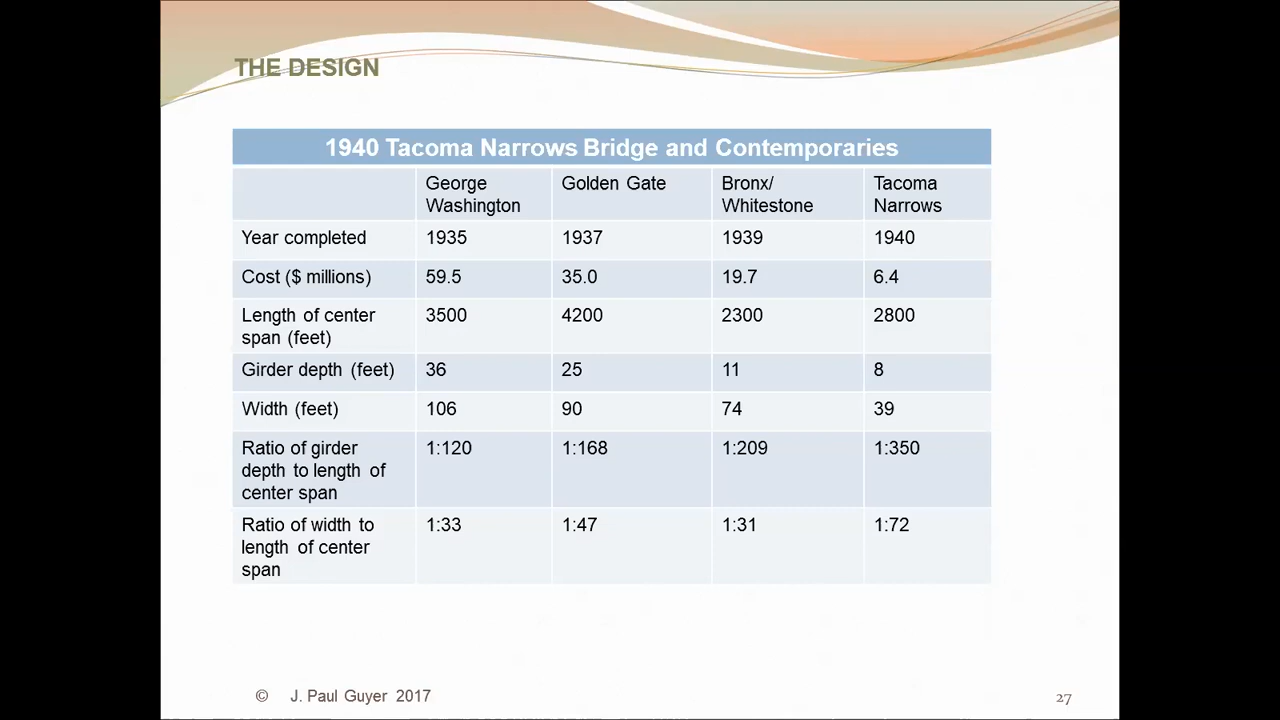 THE DESIGN
1940 Tacoma Narrows Bridge and Contemporaries
George Washington Golden Gate Bronx/ Whitestone Tacoma Narrows
Year completed 1935 1937 1939 1940
Cost ($ millions) 59.5 35.0 19.7 6.4
Length of center span (feet) 3500 4200 2300 2800
Girder depth (feet) 36 25 11 8
Width (feet) 106 90 74 39
Ratio of girder depth to length of center span 1:120 1:168 1:209 1:350
Ratio of width to length of center span 1:33 1:47 1:31 1:72
© J. Paul Guyer 2017
27